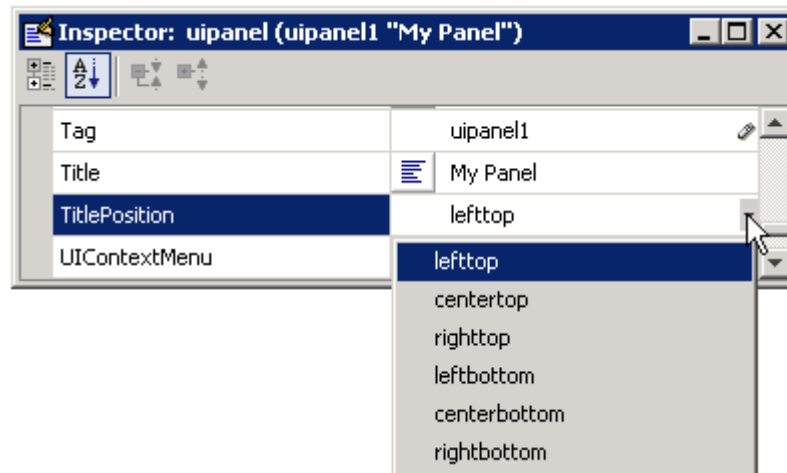 Inspector: uipanel (uipanel1 "My Panel")
A Z
Tag uipanel1
Title My Panel
TitlePosition lefttop
UIContextMenu
lefttop
centertop
righttop
leftbottom
centerbottom
rightbottom